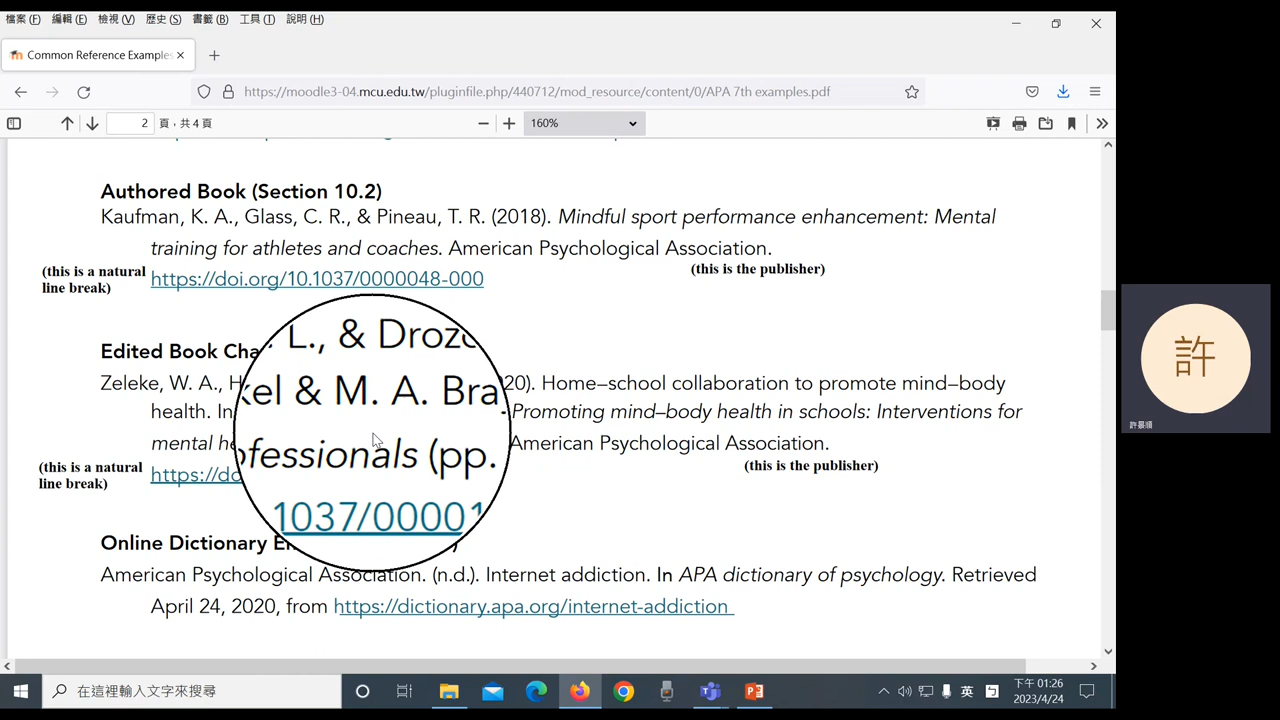 檔案 (F) 編輯 (E) 檢視 (V) 歷史 (S) 書籤 (B) 工具 (T) 說明 (H)
Common Reference Examples
https://moodle3-04.mcu.edu.tw/pluginfile.php/440712/mod_resource/content/0/APA 7th examples.pdf
2 頁，共 4 頁
160%
Authored Book (Section 10.2)
Kaufman, K. A., Glass, C. R., & Pineau, T. R. (2018). Mindful sport performance enhancement: Mental
training for athletes and coaches. American Psychological Association.
(this is a natural
line break)
https://doi.org/10.1037/0000048-000
(this is the publisher)
L., & Drozd
Edited Book Cha
kel & M. A. Bra
Zeleke, W. A., H 20). Home–school collaboration to promote mind–body
health. In Promoting mind–body health in schools: Interventions for
mental he ofessionals (pp. American Psychological Association.
(this is a natural
line break)
https://do 1037/00001
(this is the publisher)
Online Dictionary En )
American Psychological Association. (n.d.). Internet addiction. In APA dictionary of psychology. Retrieved
April 24, 2020, from https://dictionary.apa.org/internet-addiction
許
許景順
在這裡輸入文字來搜尋
英
下午 01:26
2023/4/24